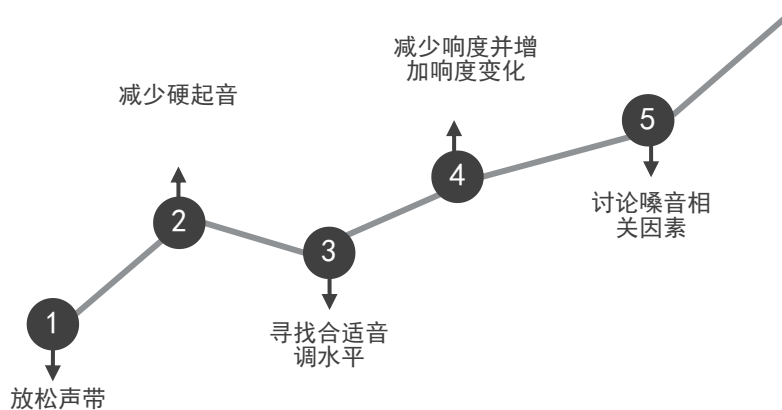 1
放松声带
2
减少硬起音
3
寻找合适音
调水平
4
减少响度并增
加响度变化
5
讨论嗓音相
关因素